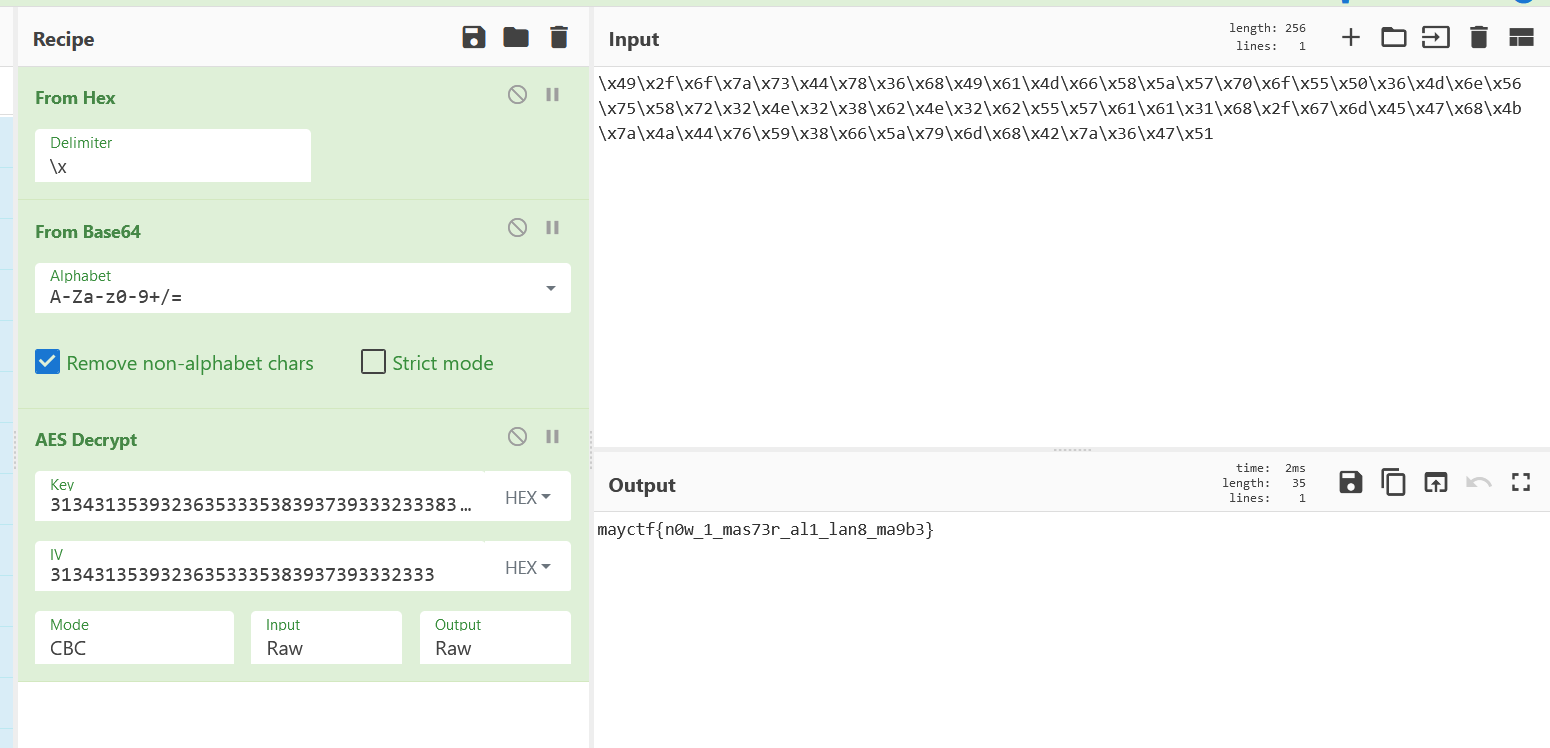 Recipe
From Hex
Delimiter
\x
From Base64
Alphabet
A-Za-z0-9+/=
Remove non-alphabet chars
Strict mode
AES Decrypt
Key
3134313539323635333538393739333233383…
HEX
IV
31343135393236353335383937393332333
HEX
Mode
CBC
Input
Raw
Output
Raw
Input
length: 256
lines: 1
\x49\x2f\x6f\x7a\x73\x44\x78\x36\x68\x49\x61\x4d\x66\x58\x5a\x57\x70\x6f\x55\x50\x36\x4d\x6e\x56
\x75\x58\x72\x32\x4e\x32\x38\x62\x4e\x32\x62\x55\x57\x61\x61\x31\x68\x2f\x67\x6d\x45\x47\x68\x4b
\x7a\x4a\x44\x76\x59\x38\x66\x5a\x79\x6d\x68\x42\x7a\x36\x47\x51
Output
time: 2ms
length: 35
lines: 1
mayctf{n0w_1_mas73r_al1_lan8_ma9b3}